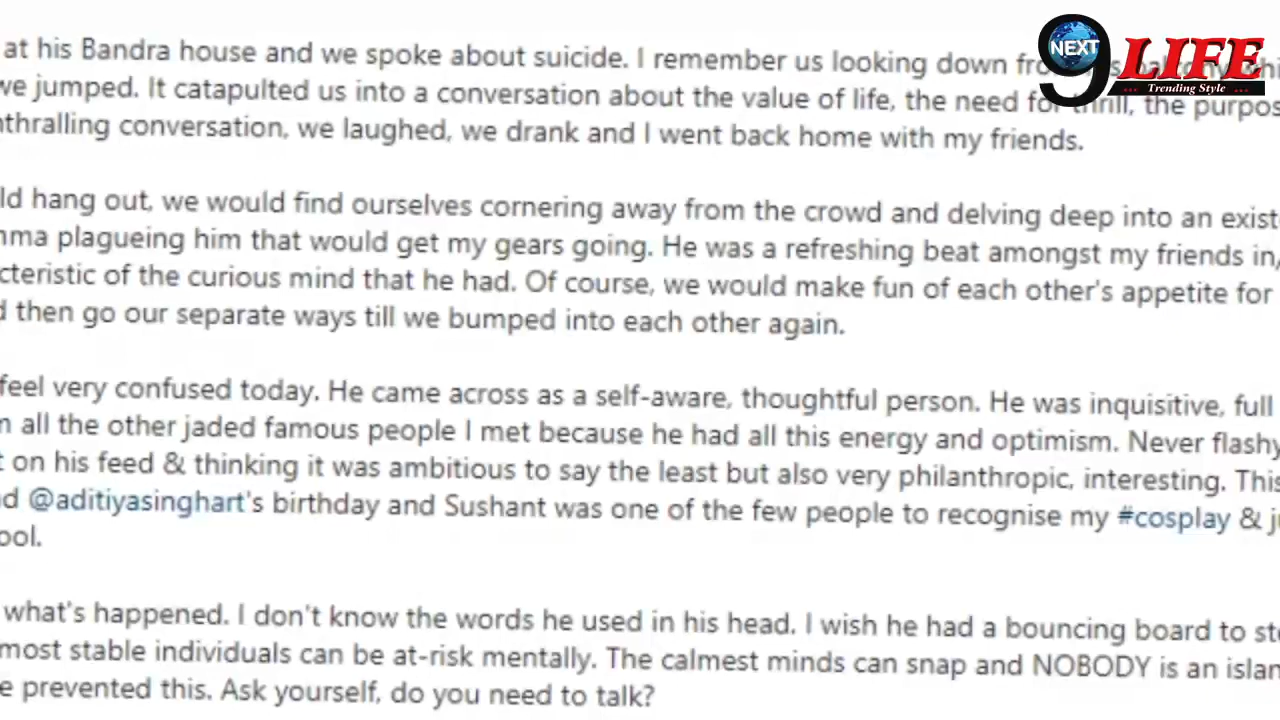 at his Bandra house and we spoke about suicide. I remember us looking down
we jumped. It catapulted us into a conversation about the value of life, the need for thrill, the
conversation, we laughed, we drank and I went back home with my friends.
hang out, we would find ourselves cornering away from the crowd and delving deep into an
plagueing him that would get my gears going. He was a refreshing beat amongst my friends in/
of the curious mind that he had. Of course, we would make fun of each other's appetite for
then go our separate ways till we bumped into each other again.
feel very confused today. He came across as a self-aware, thoughtful person. He was inquisitive, full
all the other jaded famous people I met because he had all this energy and optimism. Never flashy
on his feed & thinking it was ambitious to say the least but also very philanthropic, interesting. This
@aditiyasinghart's birthday and Sushant was one of the few people to recognise my #cosplay &
ool.
what's happened. I don't know the words he used in his head. I wish he had a bouncing board to
most stable individuals can be at-risk mentally. The calmest minds can snap and NOBODY is an
prevented this. Ask yourself, do you need to talk?
NEXT
9 LIFE
... Trending Style ...